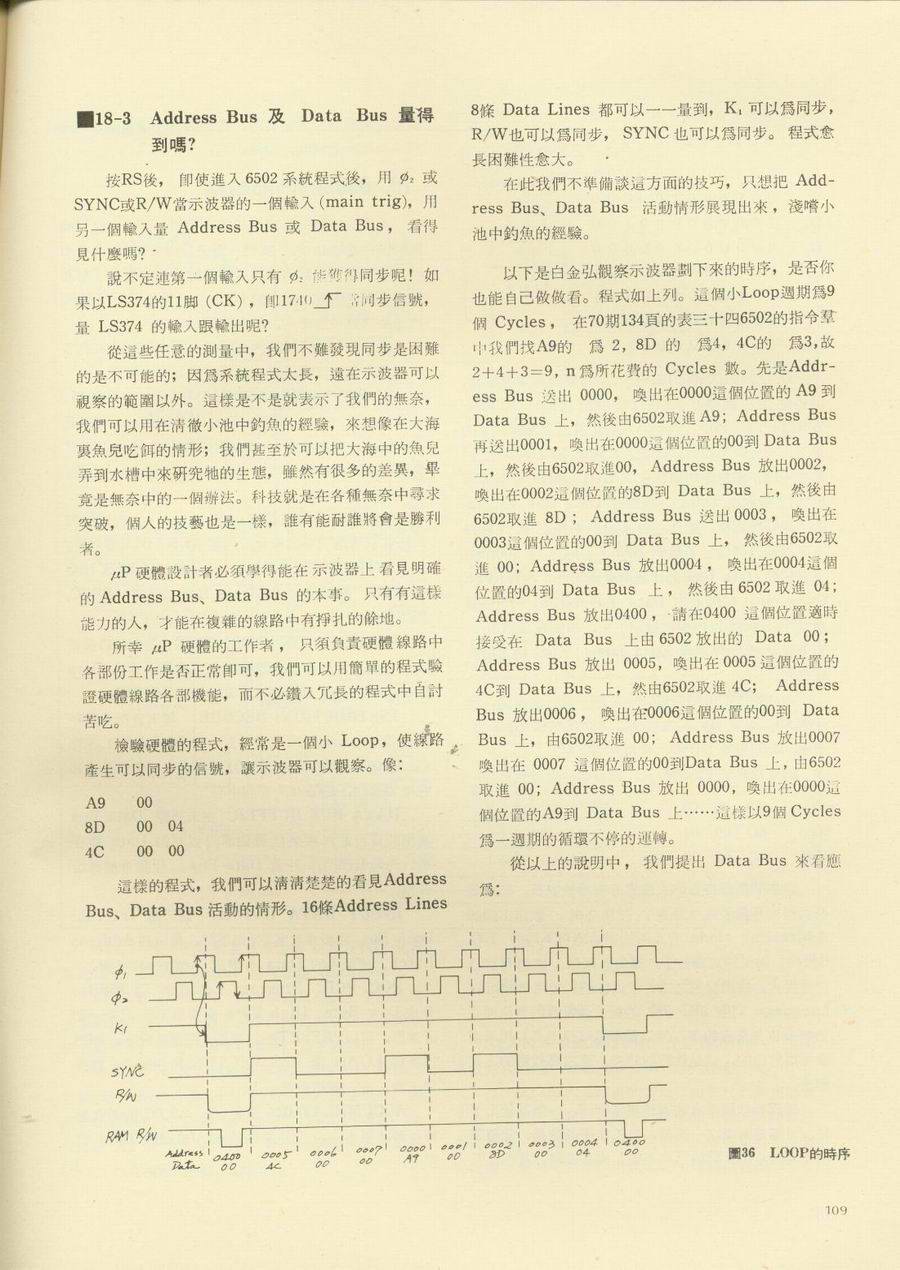 ■18-3 Address Bus 及 Data Bus 量得
到嗎?
按RS後， 卽使進入 6502 系統程式後，用 φ₂ 或
SYNC或R/W當示波器的一個輸入 (main trig)，用
另一個輸入量 Address Bus 或 Data Bus， 看得
見什麼嗎?
說不定連第一個輸入只有 φ₂ 能獲得同步呢！如
果以LS374的11脚 (CK) ，卽1740 同步信號，
量 LS374 的輸入跟輸出呢?
從這些任意的測量中，我們不難發現同步是困難
的是不可能的；因爲系統程式太長，遠在示波器可以
視察的範圍以外。這樣是不是就表示了我們的無奈，
我們可以用在淸徹小池中釣魚的經驗，來想像在大海
裏魚兒吃餌的情形；我們甚至於可以把大海中的魚兒
弄到水槽中來研究牠的生態，雖然有很多的差異，畢
竟是無奈中的一個辦法。科技就是在各種無奈中尋求
突破，個人的技藝也是一樣，誰有能耐誰將會是勝利
者。
μP 硬體設計者必須學得能在示波器上看見明確
的 Address Bus、Data Bus 的本事。 只有有這樣
能力的人，才能在複雜的線路中有掙扎的餘地。
所幸 μP 硬體的工作者， 只須負責硬體線路中
各部份工作是否正常卽可，我們可以用簡單的程式驗
證硬體線路各部機能，而不必鑽入冗長的程式中自討
苦吃。
檢驗硬體的程式，經常是一個小 Loop，使線路
產生可以同步的信號，讓示波器可以觀察。像：
A9 00
8D 00 04
4C 00 00
這樣的程式，我們可以淸淸楚楚的看見Address
Bus、Data Bus 活動的情形。16條Address Lines
8條 Data Lines 都可以一一量到，K₁ 可以爲同步，
R/W也可以爲同步， SYNC 也可以爲同步。 程式愈
長困難性愈大。
在此我們不準備談這方面的技巧，只想把 Add-
ress Bus、Data Bus 活動情形展現出來，淺嚐小
池中釣魚的經驗。
以下是白金弘觀察示波器劃下來的時序，是否你
也能自己做做看。程式如上列。這個小Loop週期爲9
個 Cycles， 在70期134頁的表三十四6502的指令羣
中我們找A9的 爲 2，8D 的 爲4，4C的 爲3,故
2+4+3=9, n 爲所花費的 Cycles 數。先是Addr-
ess Bus 送出 0000， 喚出在0000這個位置的 A9 到
Data Bus 上，然後由6502取進 A9；Address Bus
再送出0001，喚出在0000這個位置的00到 Data Bus
上，然後由6502取進00， Address Bus 放出0002，
喚出在0002這個位置的8D到 Data Bus 上，然後由
6502取進 8D； Address Bus 送出 0003， 喚出在
0003這個位置的00到 Data Bus 上， 然後由6502取
進 00；Address Bus 放出0004， 喚出在0004這個
位置的04到 Data Bus 上， 然後由 6502 取進 04；
Address Bus 放出0400，請在0400 這個位置適時
接受在 Data Bus 上由 6502 放出的 Data 00；
Address Bus 放出 0005，喚出在 0005 這個位置的
4C到 Data Bus 上，然由6502取進 4C； Address
Bus 放出0006， 喚出在0006這個位置的00到 Data
Bus 上，由6502取進 00； Address Bus 放出0007
喚出在 0007 這個位置的00到Data Bus 上，由6502
取進 00；Address Bus 放出 0000，喚出在0000這
個位置的A9到 Data Bus 上……這樣以9個 Cycles
爲一週期的循環不停的運轉。
從以上的說明中， 我們提出 Data Bus 來看應
爲：
φ₁
φ₂
K1
SYNC
R/W
RAM R/W
Address 0400 0005 0006 0007 0000 0001 0002 0003 0004 0400
Data 00 4C 00 00 A9 00 8D 00 04 00
圖36 LOOP的時序
109